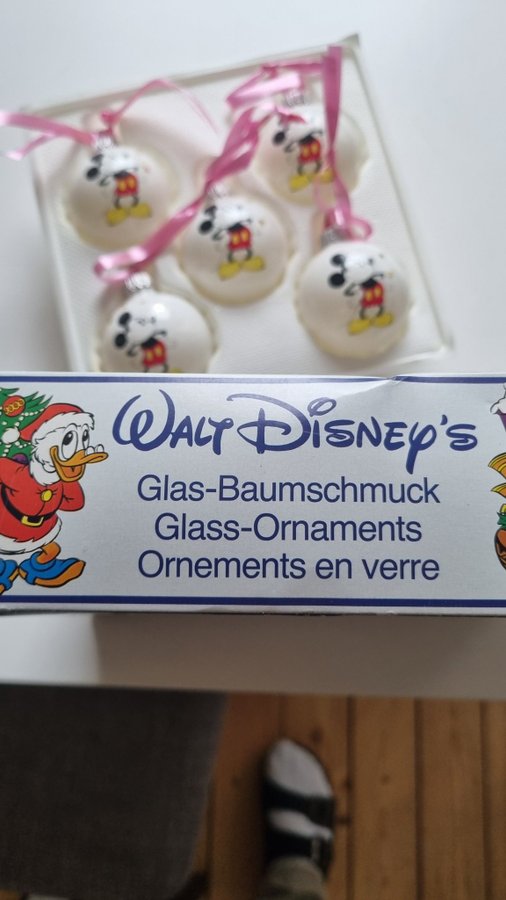 WALT DISNEY'S
Glas-Baumschmuck
Glass-Ornaments
Ornements en verre